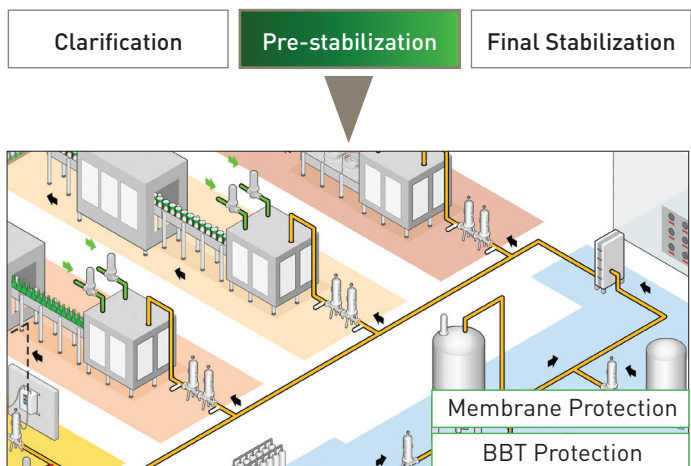 Clarification
Pre-stabilization
Final Stabilization
Membrane Protection
BBT Protection